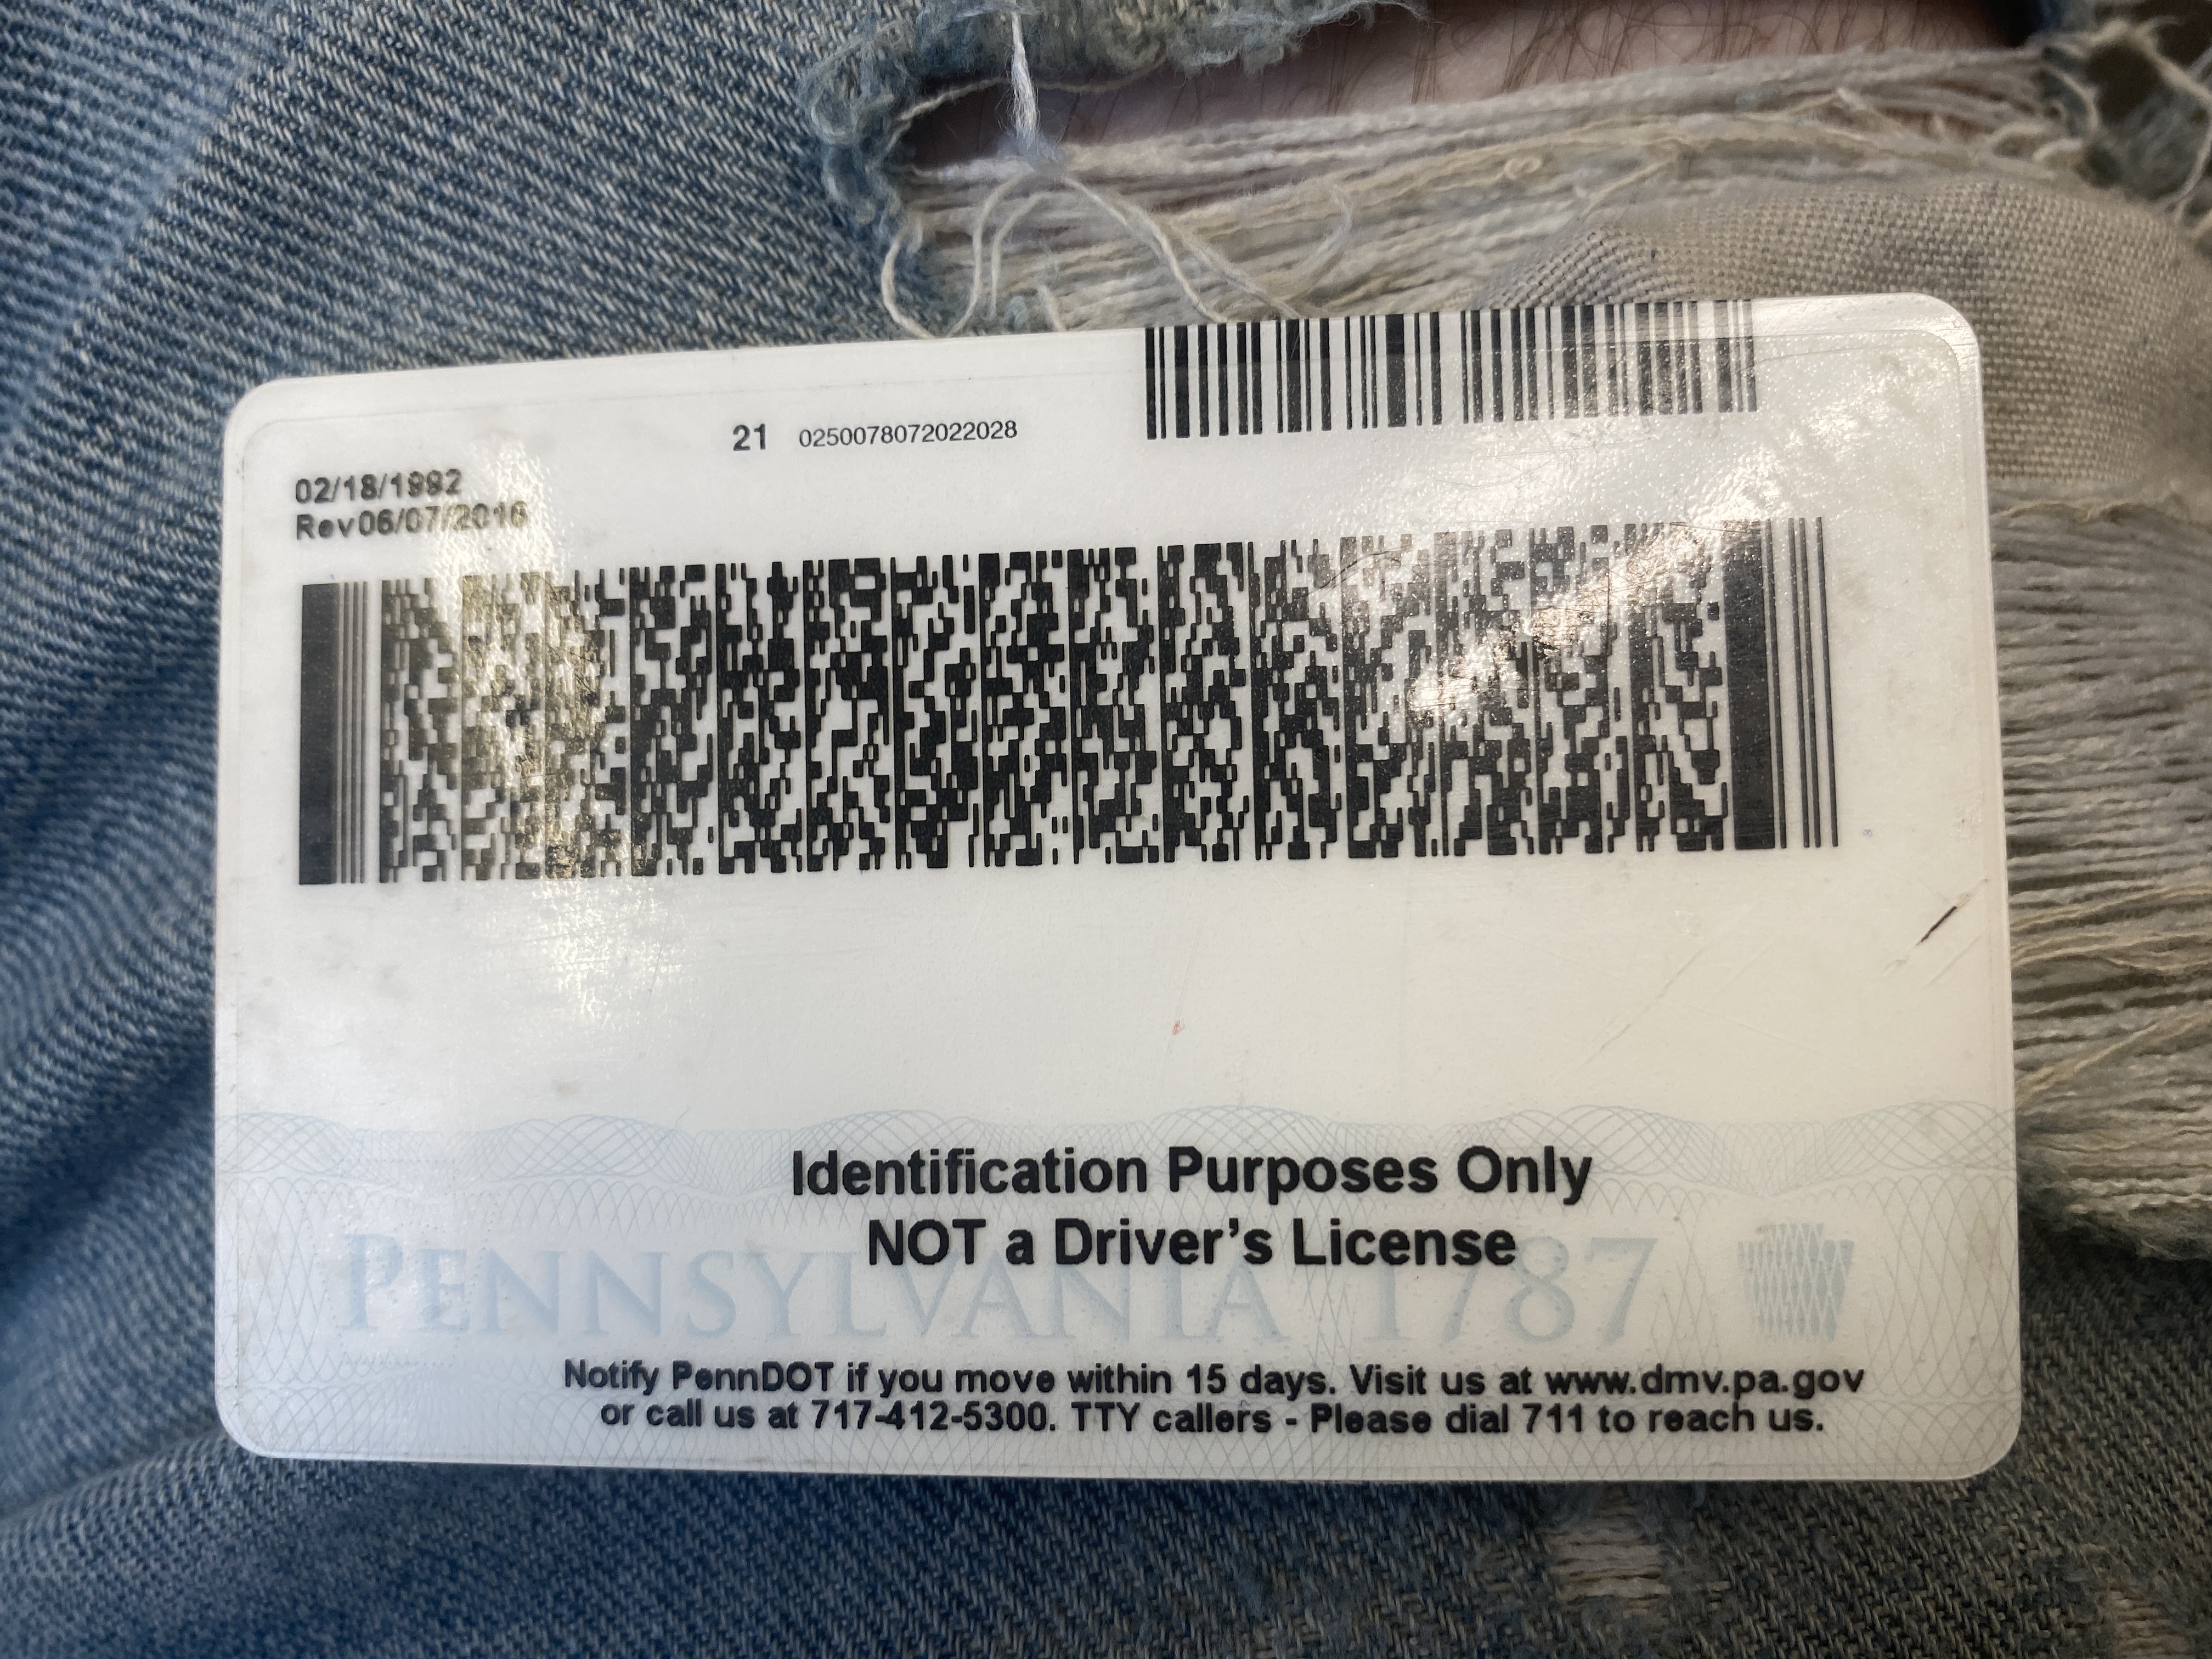 21 0250078072022028
02/18/1992
Rev06/07/2016
Identification Purposes Only
NOT a Driver's License
PENNSYLVANIA 1787
Notify PennDOT if you move within 15 days. Visit us at www.dmv.pa.gov
or call us at 717-412-5300. TTY callers - Please dial 711 to reach us.